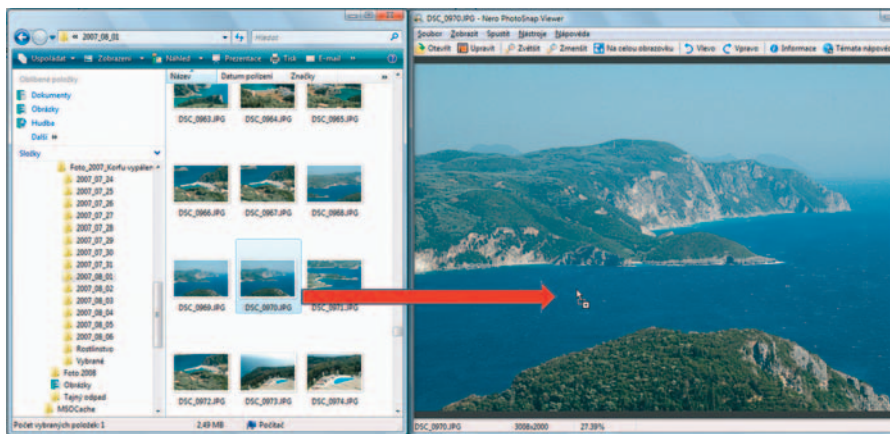 2007_08_01
Hledat
Uspořádat Zobrazení Náhled Prezentace Tisk E-mail
Oblíbené položky
Dokumenty
Obrázky
Hudba
Další
Složky
Foto_2007_Korfu vypálen
2007_07_24
2007_07_25
2007_07_26
2007_07_27
2007_07_28
2007_07_29
2007_07_30
2007_07_31
2007_08_01
2007_08_02
2007_08_03
2007_08_04
2007_08_05
2007_08_06
Rostlinstvo
Vybrané
Foto 2008
Obrázky
Tajný odpad
MSOCache
Název Datum pořízení Značky
DSC_0963.JPG DSC_0964.JPG DSC_0965.JPG
DSC_0966.JPG DSC_0967.JPG DSC_0968.JPG
DSC_0969.JPG DSC_0970.JPG DSC_0971.JPG
DSC_0972.JPG DSC_0973.JPG DSC_0974.JPG
Počet vybraných položek: 1 2,49 MB Počítač
DSC_0970.JPG - Nero PhotoSnap Viewer
Soubor Zobrazit Spustit Nástroje Nápověda
Otevřít Upravit Zvětšit Zmenšit Na celou obrazovku Vlevo Vpravo Informace Témata nápověd
DSC_0970.JPG 3008x2000 27.39%